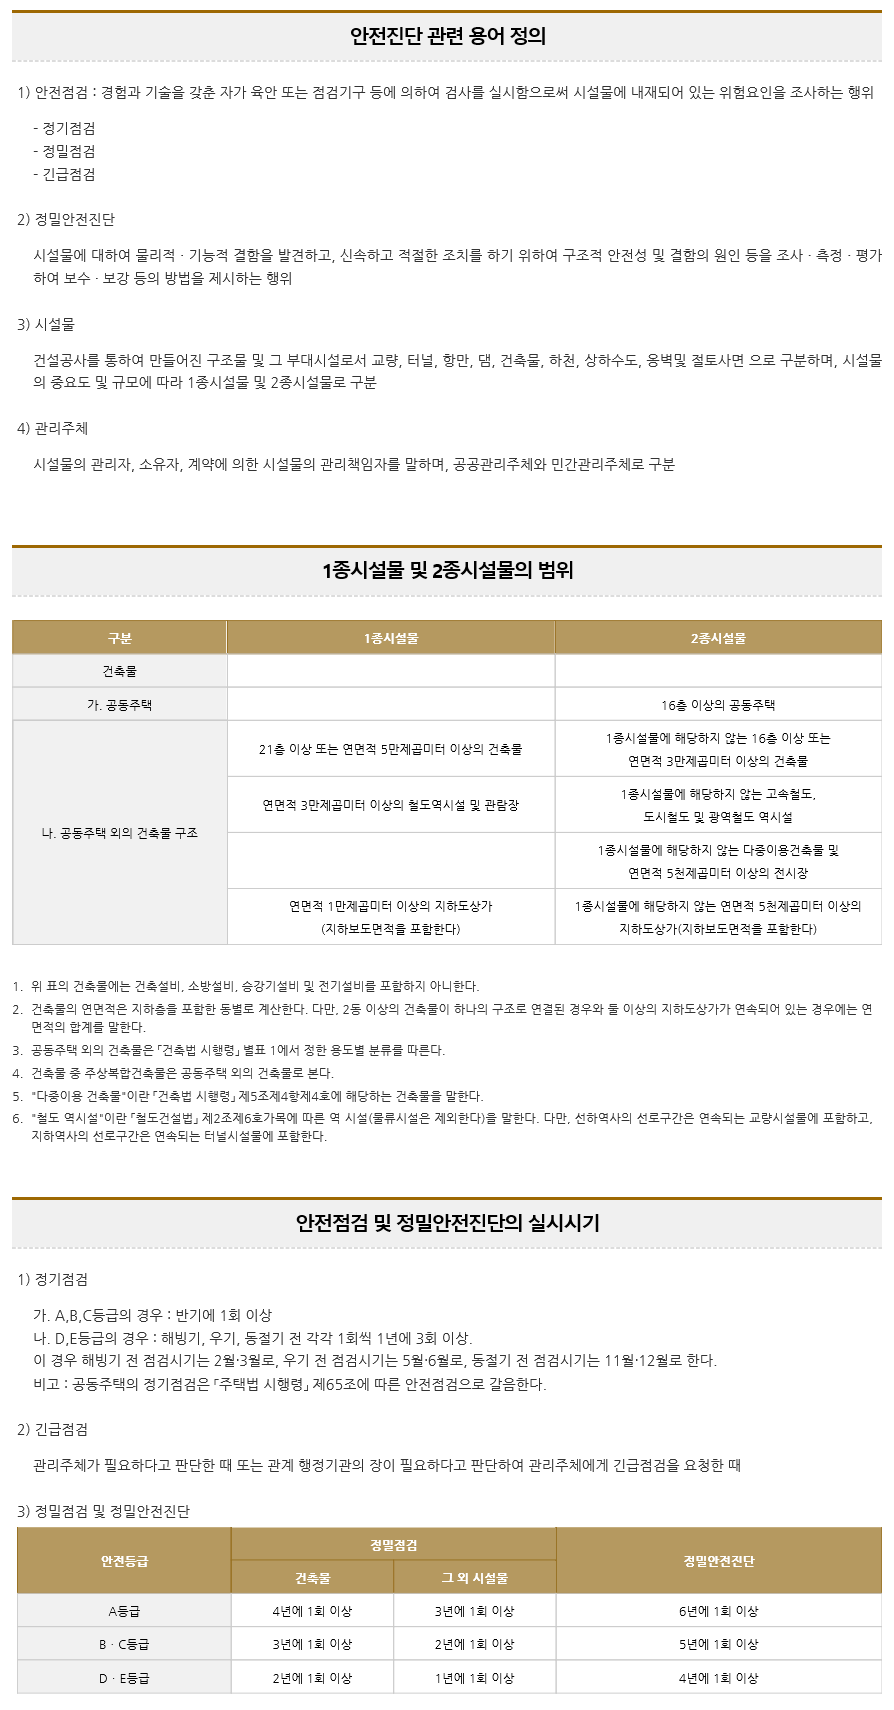 안전진단 관련 용어 정의
1) 안전점검 : 경험과 기술을 갖춘 자가 육안 또는 점검기구 등에 의하여 검사를 실시함으로써 시설물에 내재되어 있는 위험요인을 조사하는 행위
- 정기점검
- 정밀점검
- 긴급점검
2) 정밀안전진단
시설물에 대하여 물리적 · 기능적 결함을 발견하고, 신속하고 적절한 조치를 하기 위하여 구조적 안전성 및 결함의 원인 등을 조사 · 측정 · 평가
하여 보수 · 보강 등의 방법을 제시하는 행위
3) 시설물
건설공사를 통하여 만들어진 구조물 및 그 부대시설로서 교량, 터널, 항만, 댐, 건축물, 하천, 상하수도, 옹벽및 절토사면 으로 구분하며, 시설물
의 중요도 및 규모에 따라 1종시설물 및 2종시설물로 구분
4) 관리주체
시설물의 관리자, 소유자, 계약에 의한 시설물의 관리책임자를 말하며, 공공관리주체와 민간관리주체로 구분
1종시설물 및 2종시설물의 범위
구분 1종시설물 2종시설물
건축물
가. 공동주택 16층 이상의 공동주택
나. 공동주택 외의 건축물 구조
21층 이상 또는 연면적 5만제곱미터 이상의 건축물
1종시설물에 해당하지 않는 16층 이상 또는
연면적 3만제곱미터 이상의 건축물
연면적 3만제곱미터 이상의 철도역시설 및 관람장
1종시설물에 해당하지 않는 고속철도,
도시철도 및 광역철도 역시설
1종시설물에 해당하지 않는 다중이용건축물 및
연면적 5천제곱미터 이상의 전시장
연면적 1만제곱미터 이상의 지하도상가
(지하보도면적을 포함한다)
1종시설물에 해당하지 않는 연면적 5천제곱미터 이상의
지하도상가(지하보도면적을 포함한다)
1. 위 표의 건축물에는 건축설비, 소방설비, 승강기설비 및 전기설비를 포함하지 아니한다.
2. 건축물의 연면적은 지하층을 포함한 동별로 계산한다. 다만, 2동 이상의 건축물이 하나의 구조로 연결된 경우와 둘 이상의 지하도상가가 연속되어 있는 경우에는 연
면적의 합계를 말한다.
3. 공동주택 외의 건축물은 「건축법 시행령」 별표 1에서 정한 용도별 분류를 따른다.
4. 건축물 중 주상복합건축물은 공동주택 외의 건축물로 본다.
5. "다중이용 건축물"이란 「건축법 시행령」 제5조제4항제4호에 해당하는 건축물을 말한다.
6. "철도 역시설"이란 「철도건설법」 제2조제6호가목에 따른 역 시설(물류시설은 제외한다)을 말한다. 다만, 선하역사의 선로구간은 연속되는 교량시설물에 포함하고,
지하역사의 선로구간은 연속되는 터널시설물에 포함한다.
안전점검 및 정밀안전진단의 실시시기
1) 정기점검
가. A,B,C등급의 경우 : 반기에 1회 이상
나. D,E등급의 경우 : 해빙기, 우기, 동절기 전 각각 1회씩 1년에 3회 이상.
이 경우 해빙기 전 점검시기는 2월·3월로, 우기 전 점검시기는 5월·6월로, 동절기 전 점검시기는 11월·12월로 한다.
비고 : 공동주택의 정기점검은 「주택법 시행령」 제65조에 따른 안전점검으로 갈음한다.
2) 긴급점검
관리주체가 필요하다고 판단한 때 또는 관계 행정기관의 장이 필요하다고 판단하여 관리주체에게 긴급점검을 요청한 때
3) 정밀점검 및 정밀안전진단
안전등급 정밀점검 정밀안전진단
건축물 그 외 시설물
A등급 4년에 1회 이상 3년에 1회 이상 6년에 1회 이상
B · C등급 3년에 1회 이상 2년에 1회 이상 5년에 1회 이상
D · E등급 2년에 1회 이상 1년에 1회 이상 4년에 1회 이상